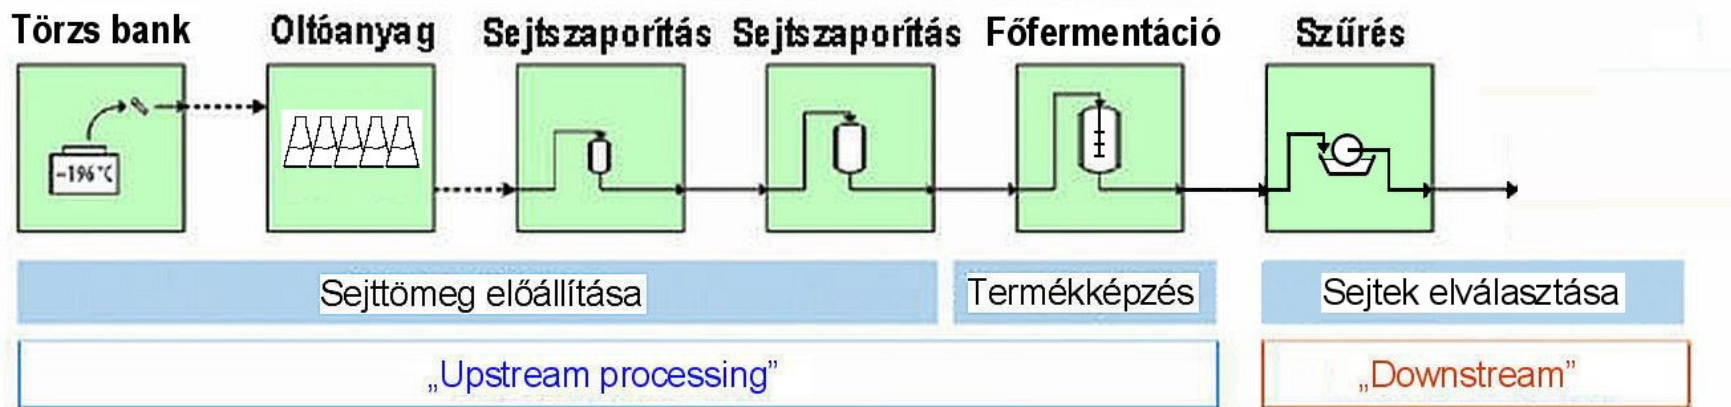 Törzs bank
Oltóanyag
Sejtszaporítás
Sejtszaporítás
Főfermentáció
Szűrés
-196 °C
Sejttömeg előállítása
Termékképzés
Sejtek elválasztása
„Upstream processing”
„Downstream”